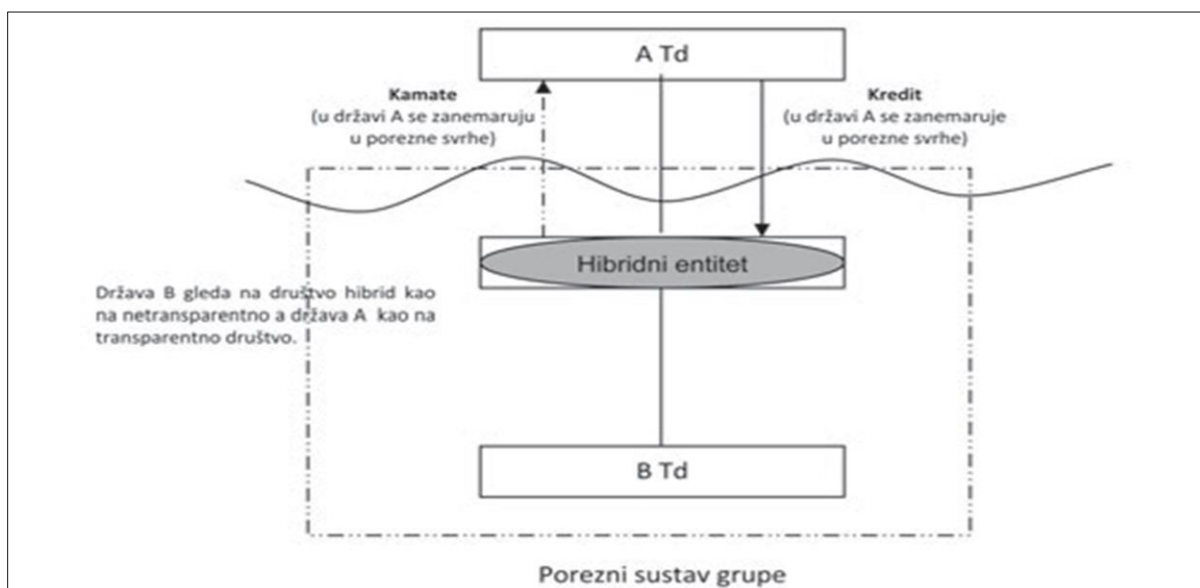 A Td
Kamate
(u državi A se zanemaruju
u porezne svrhe)
Kredit
(u državi A se zanemaruje
u porezne svrhe)
Hibridni entitet
Država B gleda na društvo hibrid kao
na netransparentno a država A kao na
transparentno društvo.
B Td
Porezni sustav grupe